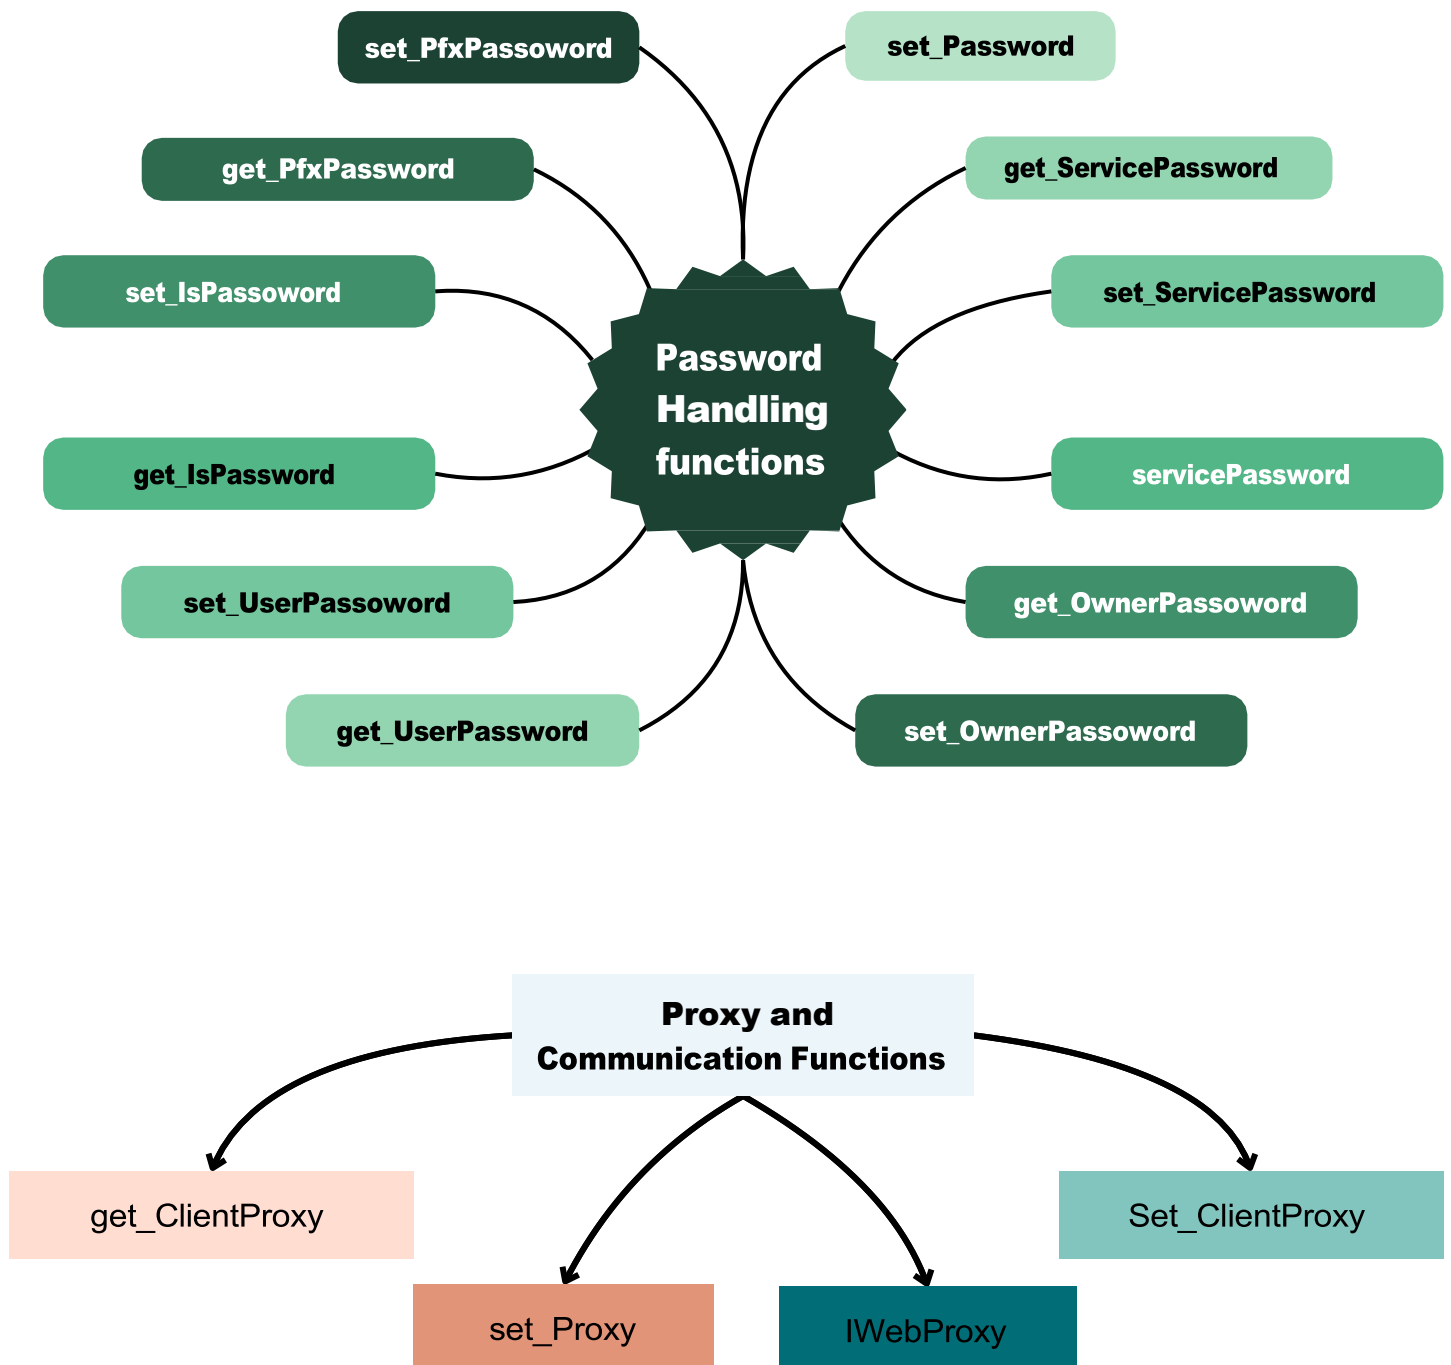 set_PfxPassoword
set_Password
get_PfxPassword
get_ServicePassword
set_IsPassoword
set_ServicePassword
Password
Handling
functions
get_IsPassword
servicePassword
set_UserPassoword
get_OwnerPassoword
get_UserPassword
set_OwnerPassoword
Proxy and
Communication Functions
get_ClientProxy
Set_ClientProxy
set_Proxy
IWebProxy